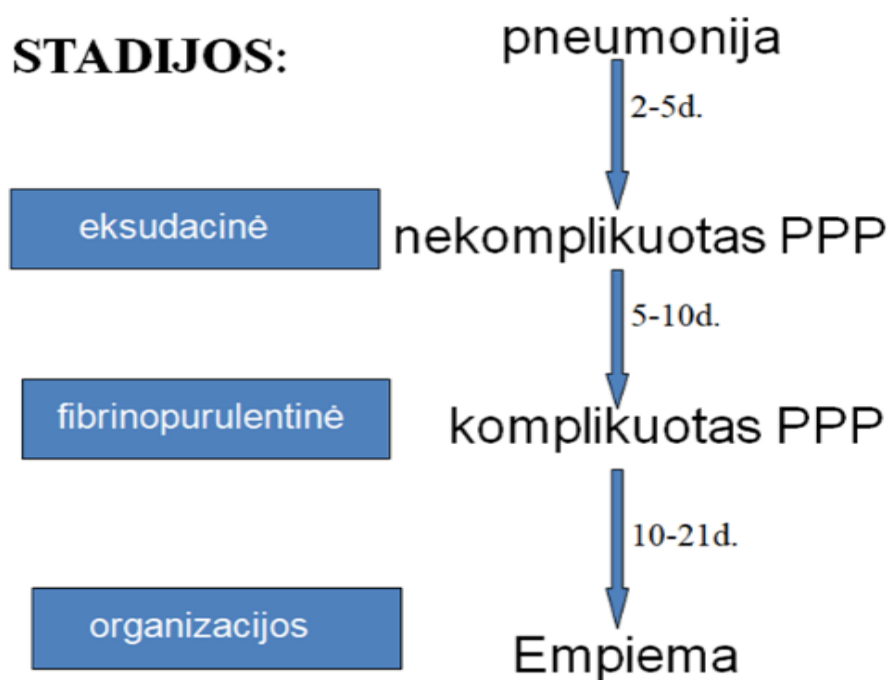 STADIJOS:
pneumonija
2-5d.
eksudacinė
nekomplikuotas PPP
5-10d.
fibrinopurulentinė
komplikuotas PPP
10-21d.
organizacijos
Empiema